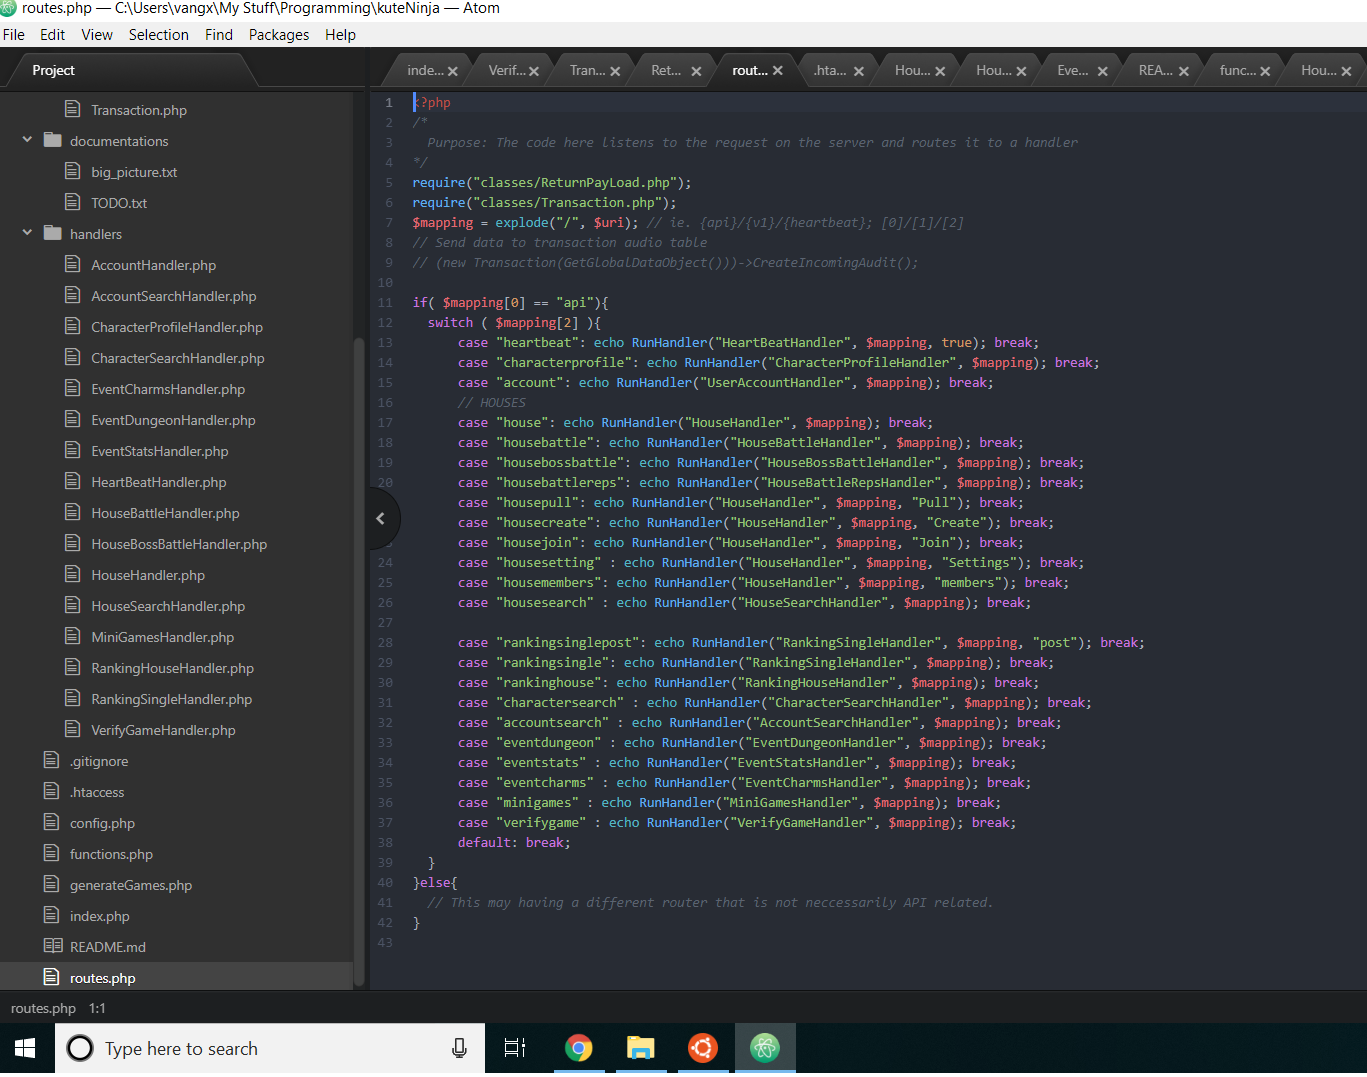 routes.php — C:\Users\vangx\My Stuff\Programming\kuteNinja — Atom
File Edit View Selection Find Packages Help
Project
inde... Verif... Tran... Ret... rout... .hta... Hou... Hou... Eve... REA... func... Hou...
Transaction.php
documentations
big_picture.txt
TODO.txt
handlers
AccountHandler.php
AccountSearchHandler.php
CharacterProfileHandler.php
CharacterSearchHandler.php
EventCharmsHandler.php
EventDungeonHandler.php
EventStatsHandler.php
HeartBeatHandler.php
HouseBattleHandler.php
HouseBossBattleHandler.php
HouseHandler.php
HouseSearchHandler.php
MiniGamesHandler.php
RankingHouseHandler.php
RankingSingleHandler.php
VerifyGameHandler.php
.gitignore
.htaccess
config.php
functions.php
generateGames.php
index.php
README.md
routes.php
1 <?php
2 /*
3 Purpose: The code here listens to the request on the server and routes it to a handler
4 */
5 require("classes/ReturnPayLoad.php");
6 require("classes/Transaction.php");
7 $mapping = explode("/", $uri); // ie. {api}/{v1}/{heartbeat}; [0]/[1]/[2]
8 // Send data to transaction audio table
9 // (new Transaction(GetGlobalDataObject()))->CreateIncomingAudit();
10
11 if( $mapping[0] == "api"){
12 switch ( $mapping[2] ){
13 case "heartbeat": echo RunHandler("HeartBeatHandler", $mapping, true); break;
14 case "characterprofile": echo RunHandler("CharacterProfileHandler", $mapping); break;
15 case "account": echo RunHandler("UserAccountHandler", $mapping); break;
16 // HOUSES
17 case "house": echo RunHandler("HouseHandler", $mapping); break;
18 case "housebattle": echo RunHandler("HouseBattleHandler", $mapping); break;
19 case "housebossbattle": echo RunHandler("HouseBossBattleHandler", $mapping); break;
20 case "housebattlereps": echo RunHandler("HouseBattleRepsHandler", $mapping); break;
case "housepull": echo RunHandler("HouseHandler", $mapping, "Pull"); break;
case "housecreate": echo RunHandler("HouseHandler", $mapping, "Create"); break;
case "housejoin": echo RunHandler("HouseHandler", $mapping, "Join"); break;
24 case "housesetting" : echo RunHandler("HouseHandler", $mapping, "Settings"); break;
25 case "housemembers": echo RunHandler("HouseHandler", $mapping, "members"); break;
26 case "housesearch" : echo RunHandler("HouseSearchHandler", $mapping); break;
27
28 case "rankingsinglepost": echo RunHandler("RankingSingleHandler", $mapping, "post"); break;
29 case "rankingsingle": echo RunHandler("RankingSingleHandler", $mapping); break;
30 case "rankinghouse": echo RunHandler("RankingHouseHandler", $mapping); break;
31 case "charactersearch" : echo RunHandler("CharacterSearchHandler", $mapping); break;
32 case "accountsearch" : echo RunHandler("AccountSearchHandler", $mapping); break;
33 case "eventdungeon" : echo RunHandler("EventDungeonHandler", $mapping); break;
34 case "eventstats" : echo RunHandler("EventStatsHandler", $mapping); break;
35 case "eventcharms" : echo RunHandler("EventCharmsHandler", $mapping); break;
36 case "minigames" : echo RunHandler("MiniGamesHandler", $mapping); break;
37 case "verifygame" : echo RunHandler("VerifyGameHandler", $mapping); break;
38 default: break;
39 }
40 }else{
41 // This may having a different router that is not neccessarily API related.
42 }
43
routes.php 1:1
Type here to search